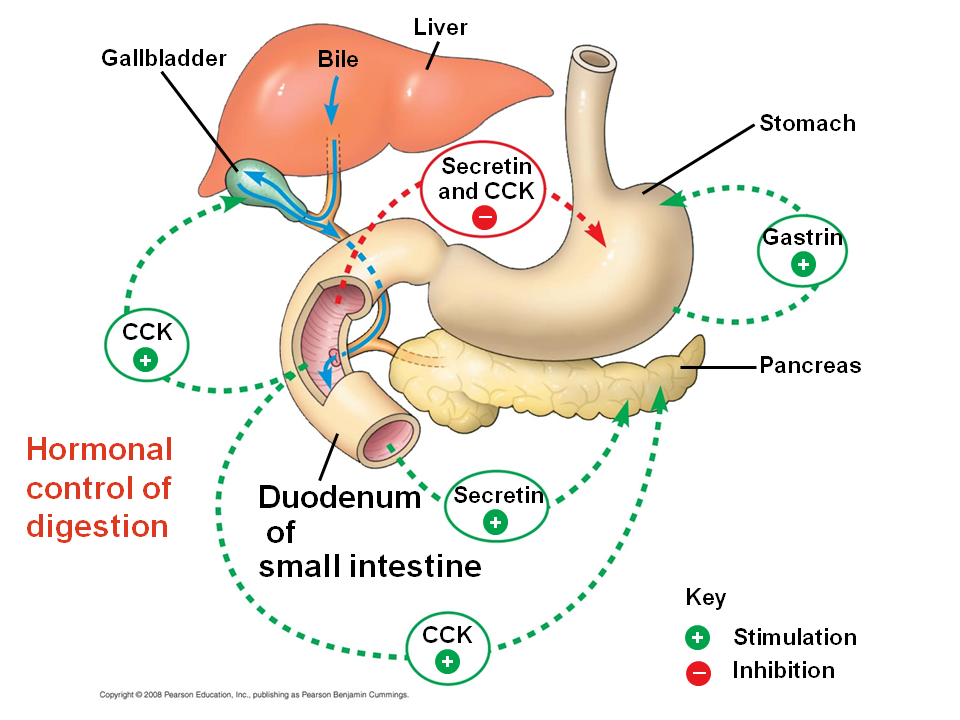 Liver
Gallbladder
Bile
Stomach
Secretin
and CCK
−
Gastrin
+
CCK
+
Pancreas
Hormonal
control of
digestion
Duodenum
of
small intestine
Secretin
+
CCK
+
Key
+ Stimulation
− Inhibition
Copyright © 2008 Pearson Education, Inc., publishing as Pearson Benjamin Cummings.